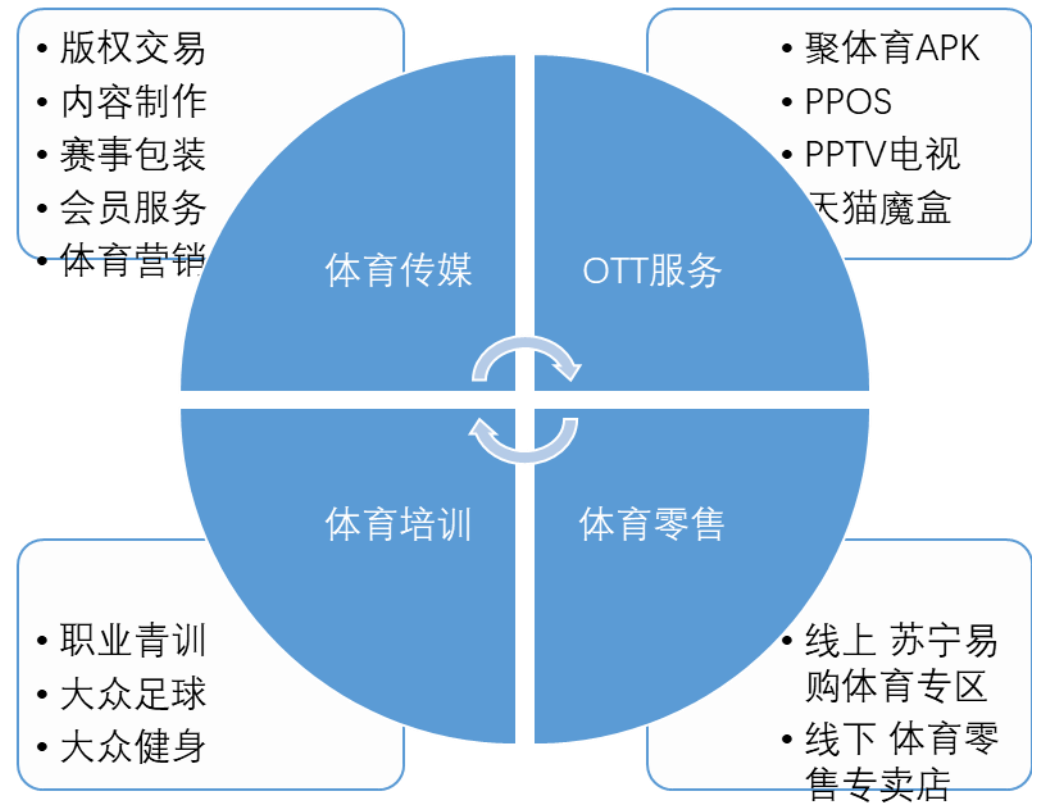 版权交易
内容制作
赛事包装
会员服务
体育营销
聚体育APK
PPOS
PPTV电视
天猫魔盒
体育传媒
OTT服务
体育培训
体育零售
职业青训
大众足球
大众健身
线上 苏宁易
购体育专区
线下 体育零
售专卖店